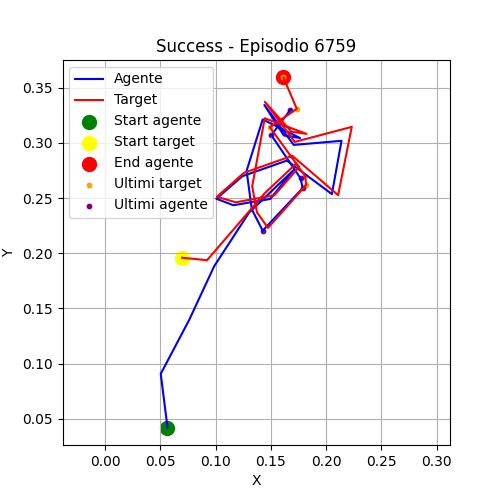 Success - Episodio 6759
Agente
Target
Start agente
Start target
End agente
Ultimi target
Ultimi agente
0.35
0.30
0.25
0.20
0.15
0.10
0.05
Y
0.00
0.05
0.10
0.15
0.20
0.25
0.30
X